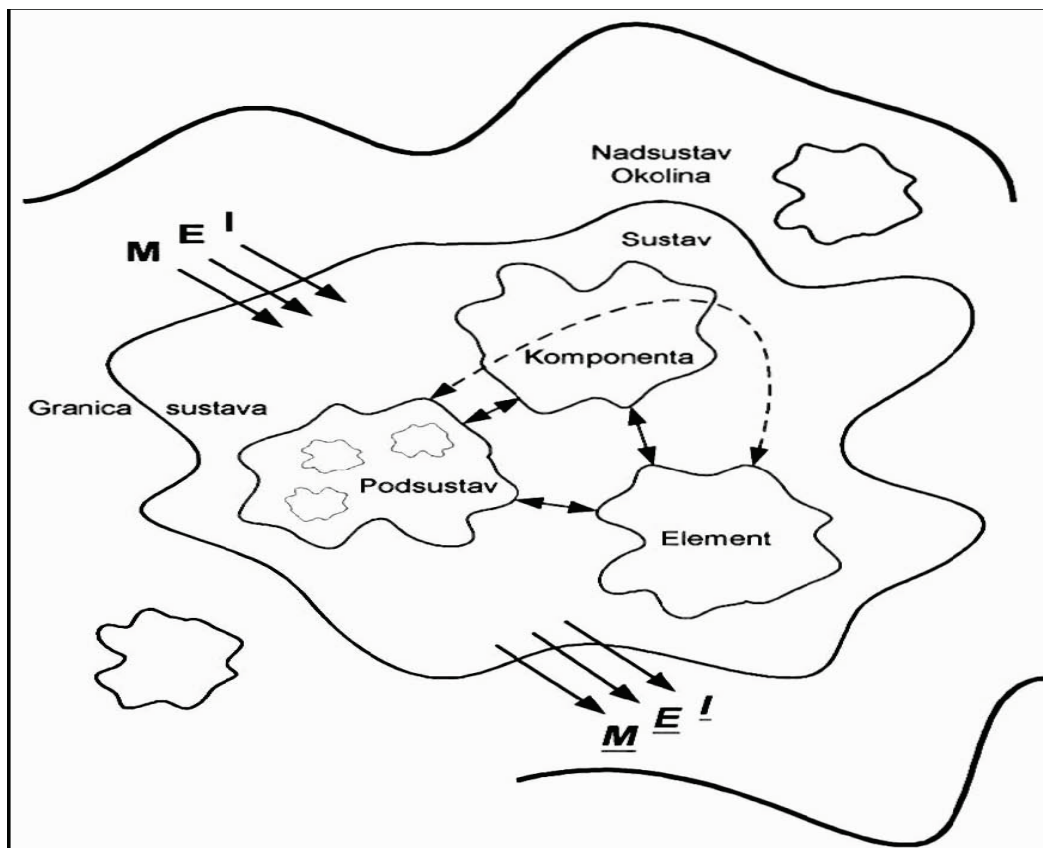 Nadsustav
Okolina
M E I
Sustav
Komponenta
Granica sustava
Podsustav
Element
M E I